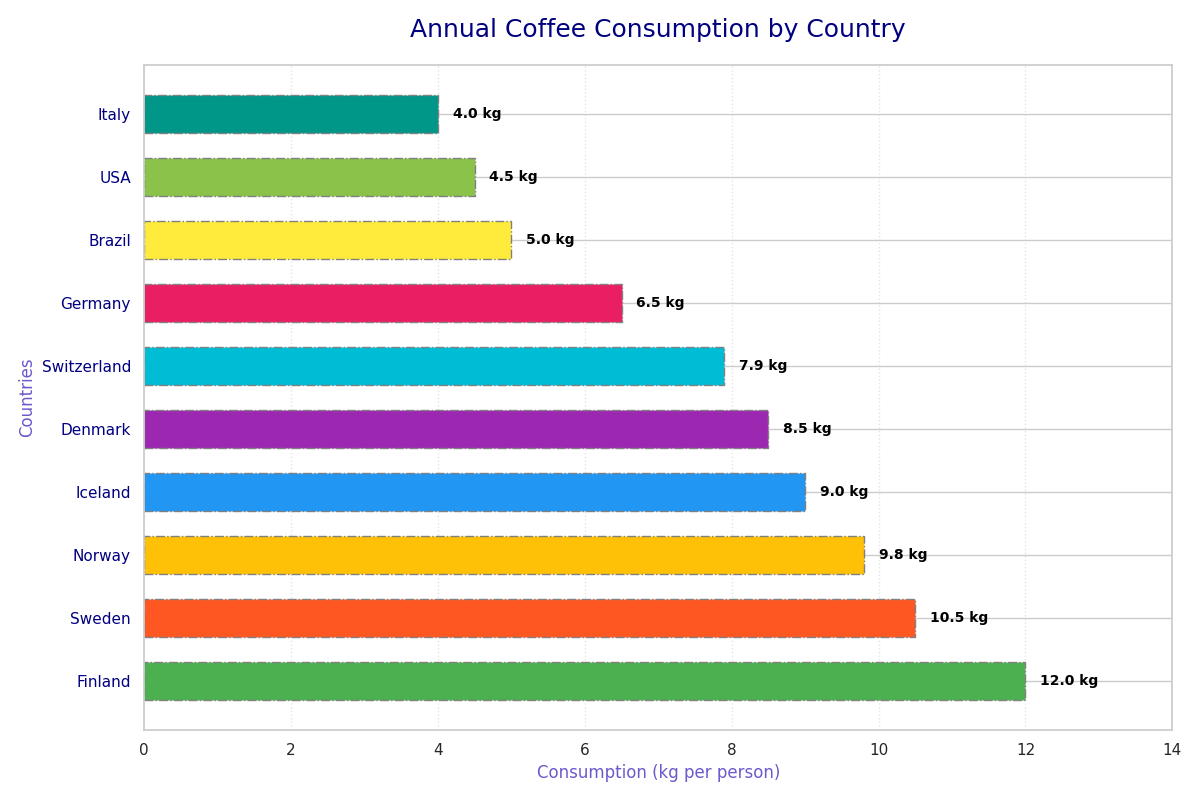 Annual Coffee Consumption by Country
Countries
Italy 4.0 kg
USA 4.5 kg
Brazil 5.0 kg
Germany 6.5 kg
Switzerland 7.9 kg
Denmark 8.5 kg
Iceland 9.0 kg
Norway 9.8 kg
Sweden 10.5 kg
Finland 12.0 kg
0 2 4 6 8 10 12 14
Consumption (kg per person)